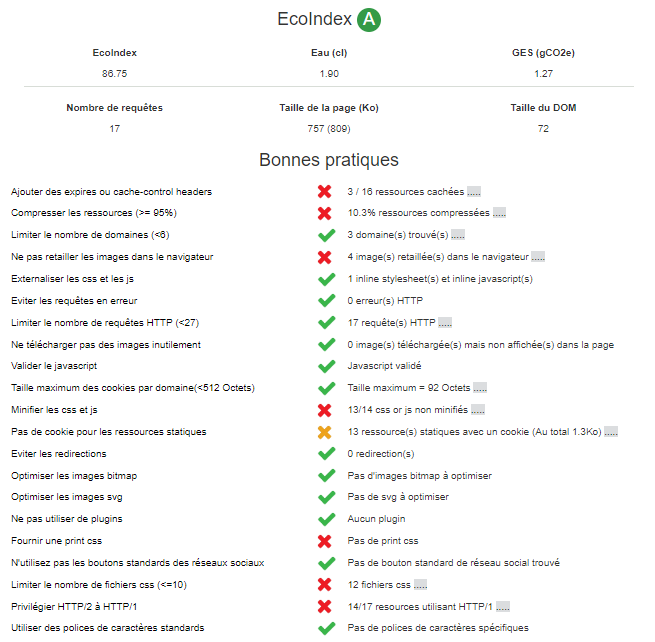 EcoIndex A
EcoIndex Eau (cl) GES (gCO2e)
86.75 1.90 1.27
Nombre de requêtes Taille de la page (Ko) Taille du DOM
17 757 (809) 72
Bonnes pratiques
Ajouter des expires ou cache-control headers 3 / 16 ressources cachées .....
Compresser les ressources (>= 95%) 10.3% ressources compressées .....
Limiter le nombre de domaines (<6) 3 domaine(s) trouvé(s) .....
Ne pas retailler les images dans le navigateur 4 image(s) retaillée(s) dans le navigateur .....
Externaliser les css et les js 1 inline stylesheet(s) et inline javascript(s)
Eviter les requêtes en erreur 0 erreur(s) HTTP
Limiter le nombre de requêtes HTTP (<27) 17 requête(s) HTTP .....
Ne télécharger pas des images inutilement 0 image(s) téléchargée(s) mais non affichée(s) dans la page
Valider le javascript Javascript validé
Taille maximum des cookies par domaine(<512 Octets) Taille maximum = 92 Octets .....
Minifier les css et js 13/14 css or js non minifiés .....
Pas de cookie pour les ressources statiques 13 ressource(s) statiques avec un cookie (Au total 1.3Ko) .....
Eviter les redirections 0 redirection(s)
Optimiser les images bitmap Pas d'images bitmap à optimiser
Optimiser les images svg Pas de svg à optimiser
Ne pas utiliser de plugins Aucun plugin
Fournir une print css Pas de print css
N'utilisez pas les boutons standards des réseaux sociaux Pas de bouton standard de réseau social trouvé
Limiter le nombre de fichiers css (<=10) 12 fichiers css .....
Privilégier HTTP/2 à HTTP/1 14/17 resources utilisant HTTP/1 .....
Utiliser des polices de caractères standards Pas de polices de caractères spécifiques